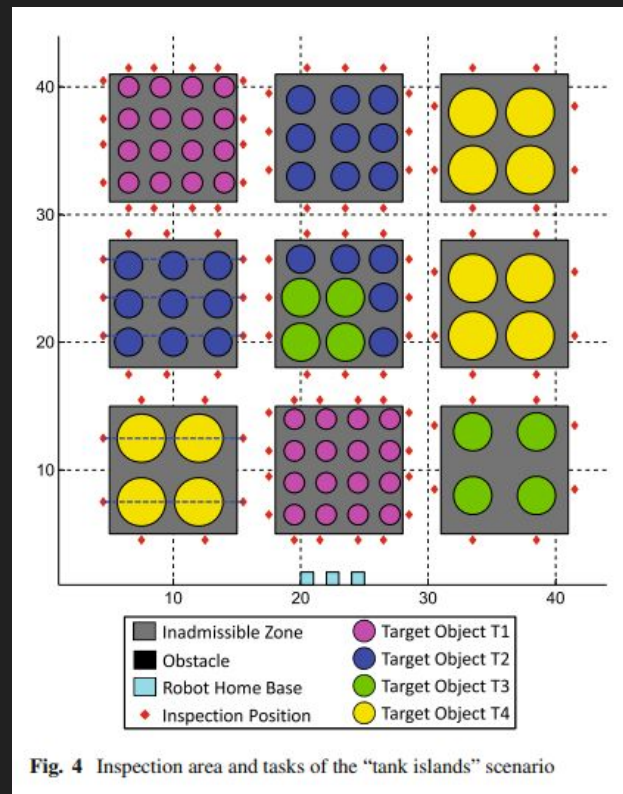 40
30
20
10
10 20 30 40
Inadmissible Zone Target Object T1
Obstacle Target Object T2
Robot Home Base Target Object T3
Inspection Position Target Object T4
Fig. 4 Inspection area and tasks of the “tank islands” scenario